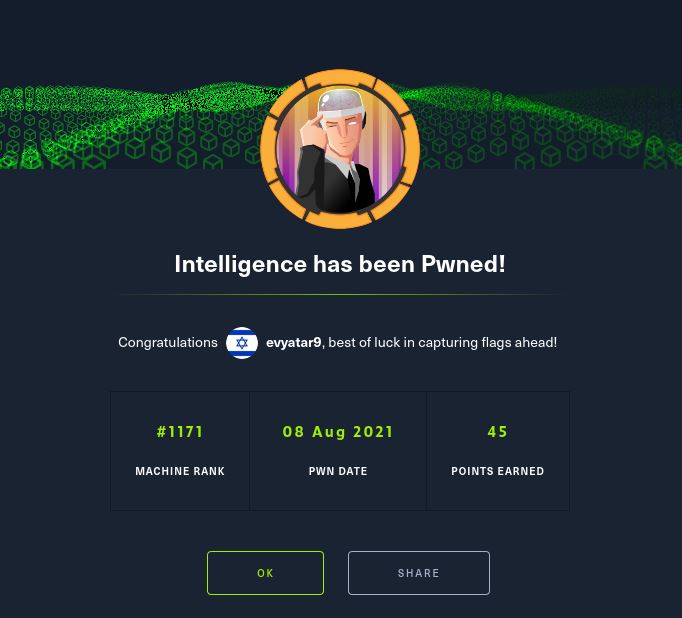 Intelligence has been Pwned!
Congratulations evyatar9, best of luck in capturing flags ahead!
#1171 08 Aug 2021 45
MACHINE RANK PWN DATE POINTS EARNED
OK SHARE